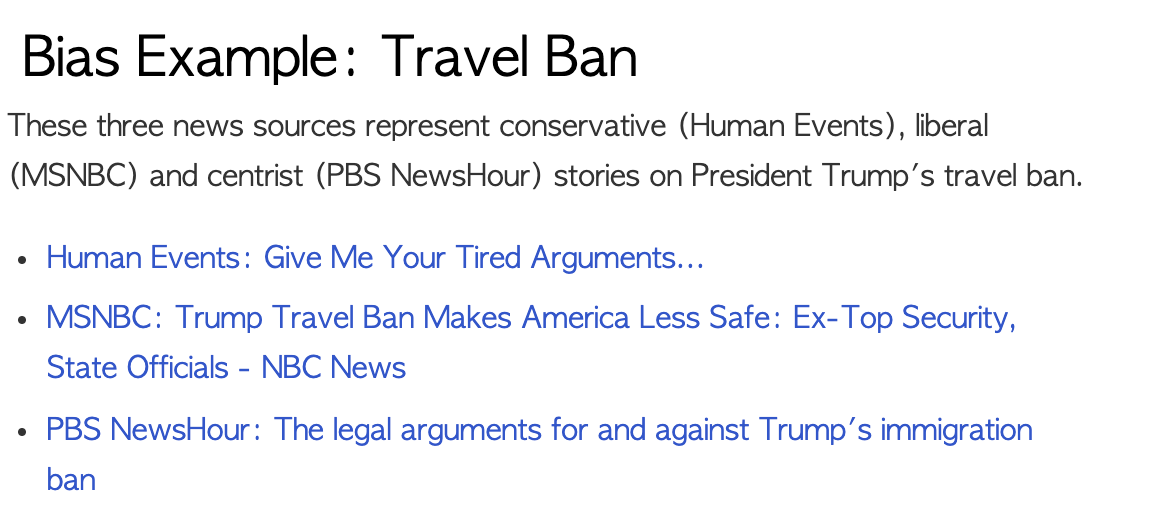 Bias Example: Travel Ban
These three news sources represent conservative (Human Events), liberal
(MSNBC) and centrist (PBS NewsHour) stories on President Trump's travel ban.
• Human Events: Give Me Your Tired Arguments...
• MSNBC: Trump Travel Ban Makes America Less Safe: Ex-Top Security,
State Officials - NBC News
• PBS NewsHour: The legal arguments for and against Trump's immigration
ban